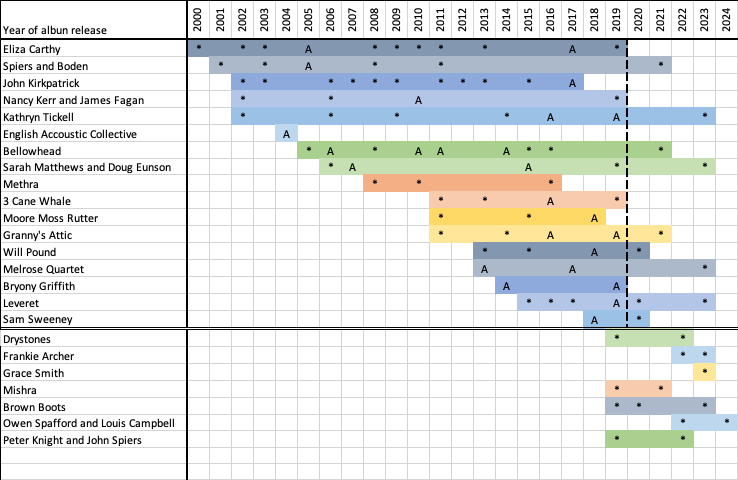 Year of albun release 2000 2001 2002 2003 2004 2005 2006 2007 2008 2009 2010 2011 2012 2013 2014 2015 2016 2017 2018 2019 2020 2021 2022 2023 2024
Eliza Carthy * * * A * * * * * A *
Spiers and Boden * * A * * *
John Kirkpatrick * * * * * * * * * * A
Nancy Kerr and James Fagan * * A *
Kathryn Tickell * * * * A A *
English Accoustic Collective A
Bellowhead * A * A A A * * *
Sarah Matthews and Doug Eunson * A A * *
Methra * * *
3 Cane Whale * * A *
Moore Moss Rutter * * A
Granny's Attic * * A A *
Will Pound * * A *
Melrose Quartet A A *
Bryony Griffith A A
Leveret * * * A * *
Sam Sweeney A *
Drystones * *
Frankie Archer * *
Grace Smith *
Mishra * *
Brown Boots * * *
Owen Spafford and Louis Campbell * *
Peter Knight and John Spiers * *